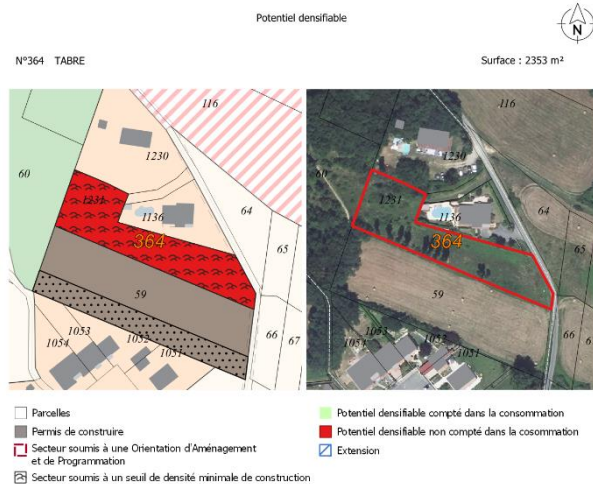 Potentiel densifiable
N
N°364 TABRE
Surface : 2353 m²
116
60
1230
1231
1136
64
364
65
59
66
67
1053
1054
1052
1051
116
60
1230
1231
1136
64
364
65
59
66
6
1053
1054
1052
1051
Parcelles
Permis de construire
Secteur soumis à une Orientation d'Aménagement
et de Programmation
Secteur soumis à un seuil de densité minimale de construction
Potentiel densifiable compté dans la consommation
Potentiel densifiable non compté dans la cosommation
Extension